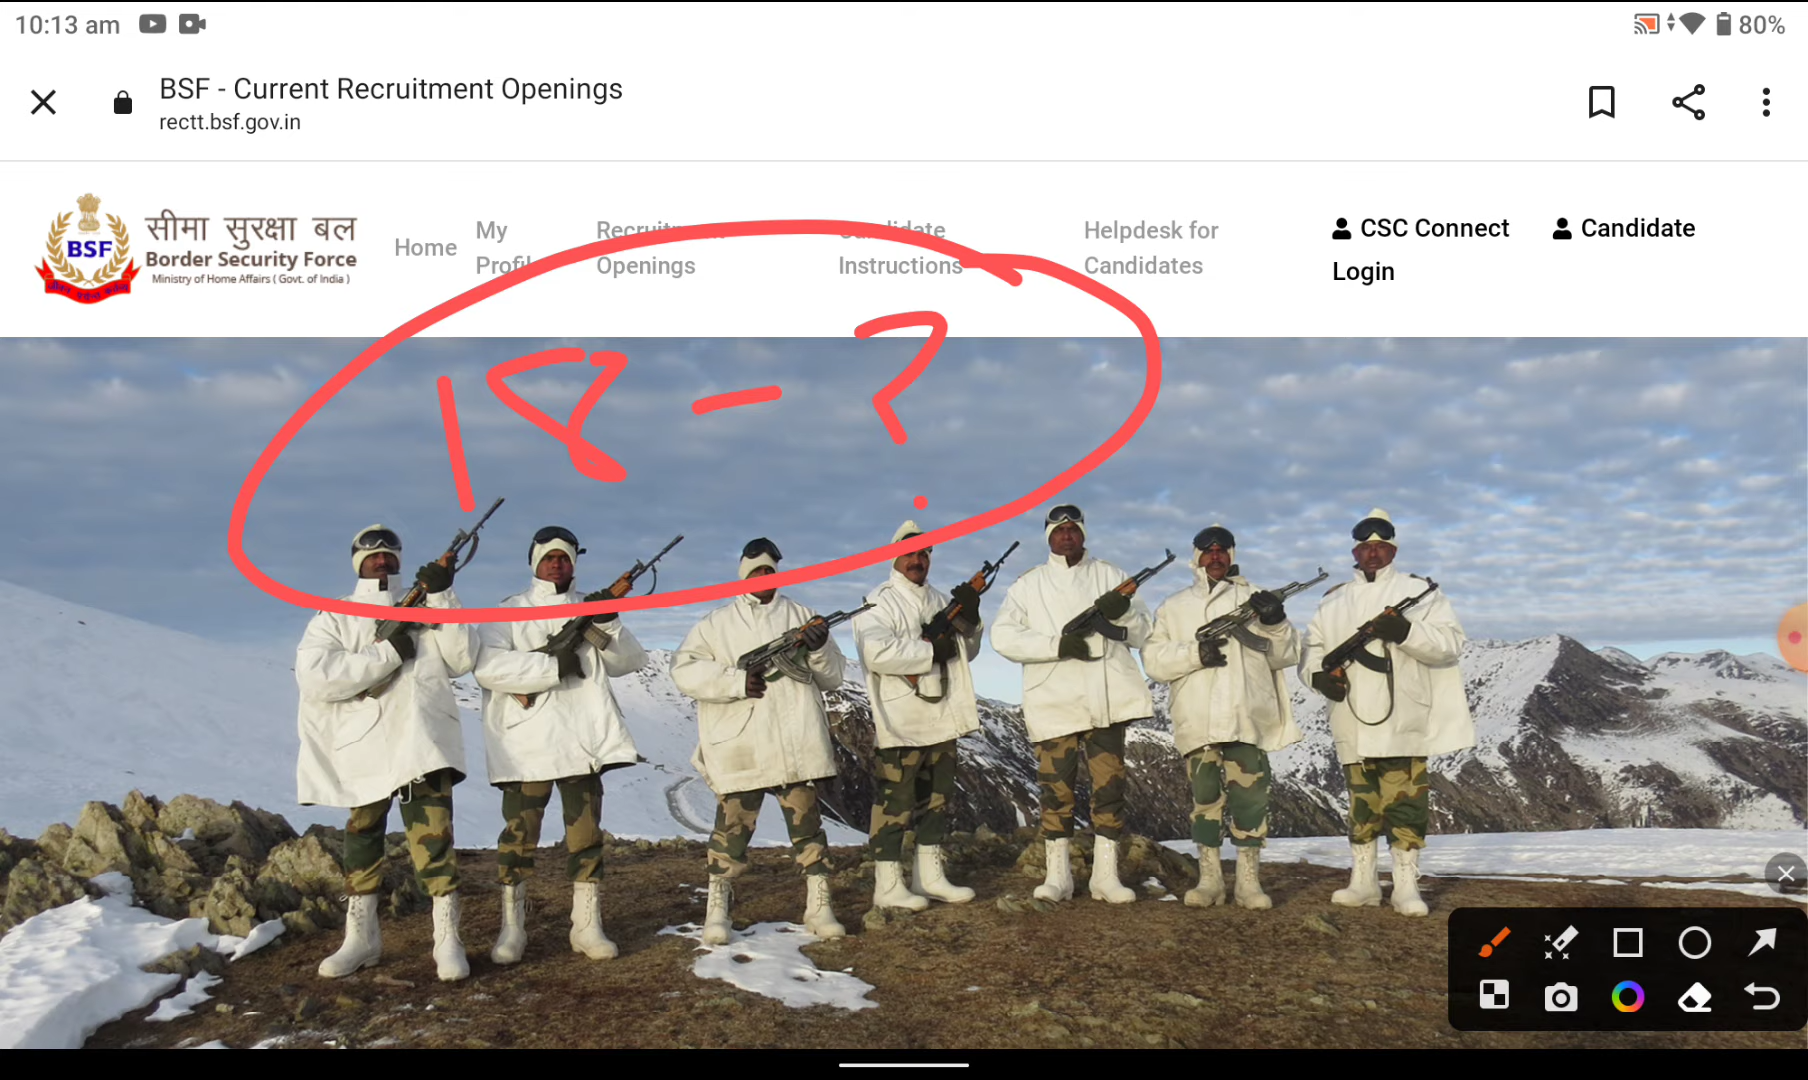 10:13 am
80%
BSF - Current Recruitment Openings
rectt.bsf.gov.in
सीमा सुरक्षा बल
BSF
Border Security Force
Ministry of Home Affairs ( Govt. of India )
Home
My
Openings
Instructions
Helpdesk for
Candidates
CSC Connect
Login
Candidate
18 - ?